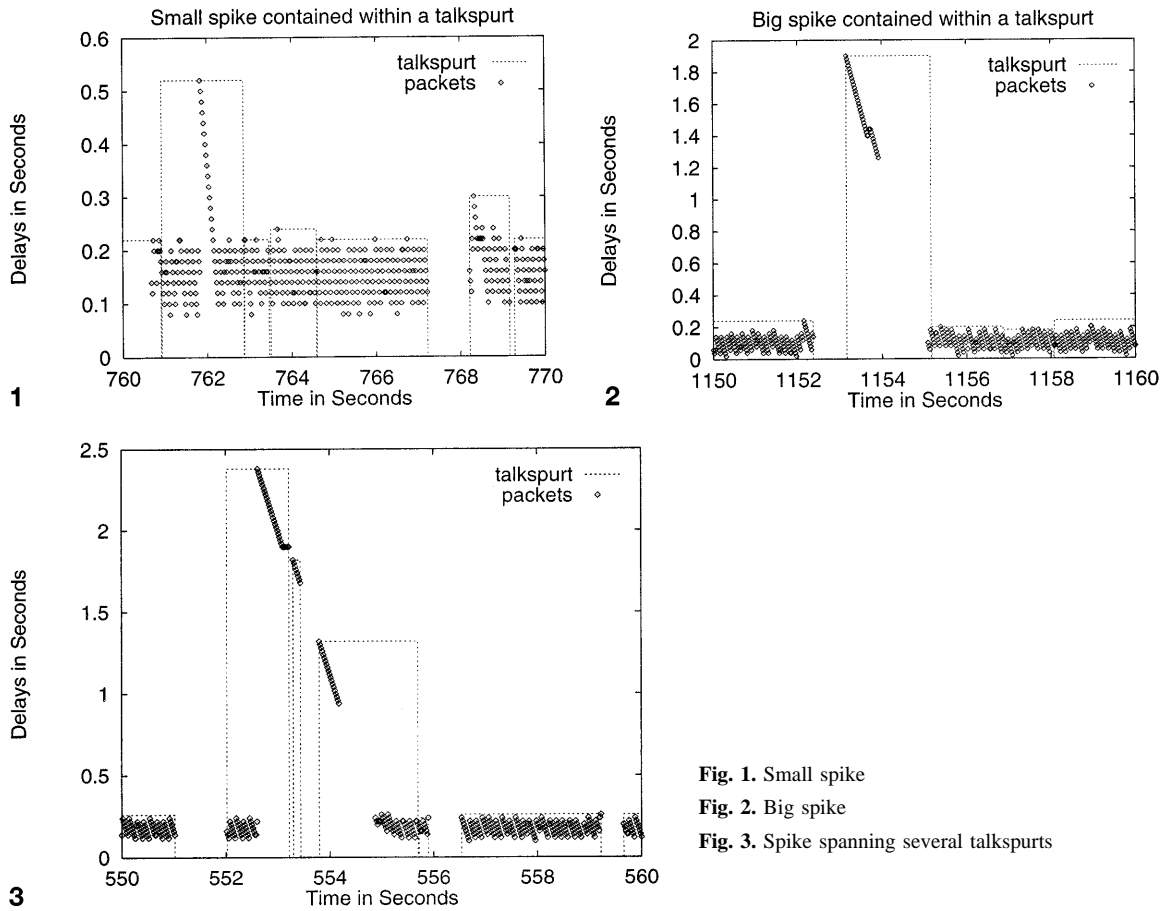 Small spike contained within a talkspurt
0.6
0.5
0.4
0.3
0.2
0.1
0
Delays in Seconds
talkspurt
packets
760 762 764 766 768 770
Time in Seconds
1
Big spike contained within a talkspurt
2
1.8
1.6
1.4
1.2
1
0.8
0.6
0.4
0.2
0
Delays in Seconds
talkspurt
packets
1150 1152 1154 1156 1158 1160
Time in Seconds
2
2.5
2
1.5
1
0.5
0
Delays in Seconds
talkspurt
packets
550 552 554 556 558 560
Time in Seconds
3
Fig. 1. Small spike
Fig. 2. Big spike
Fig. 3. Spike spanning several talkspurts